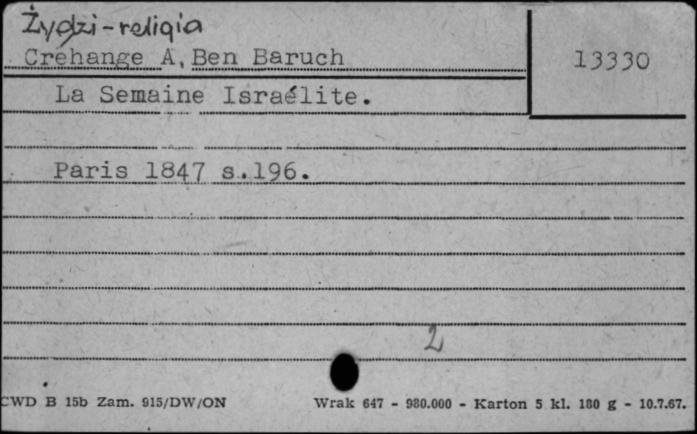 Żydzi-religia
Crehange A, Ben Baruch
13330
La Semaine Israélite.
Paris 1847 s.196.
2
CWD B 15b Zam. 915/DW/ON Wrak 647 - 980.000 - Karton 5 kl. 180 g - 10.7.67.